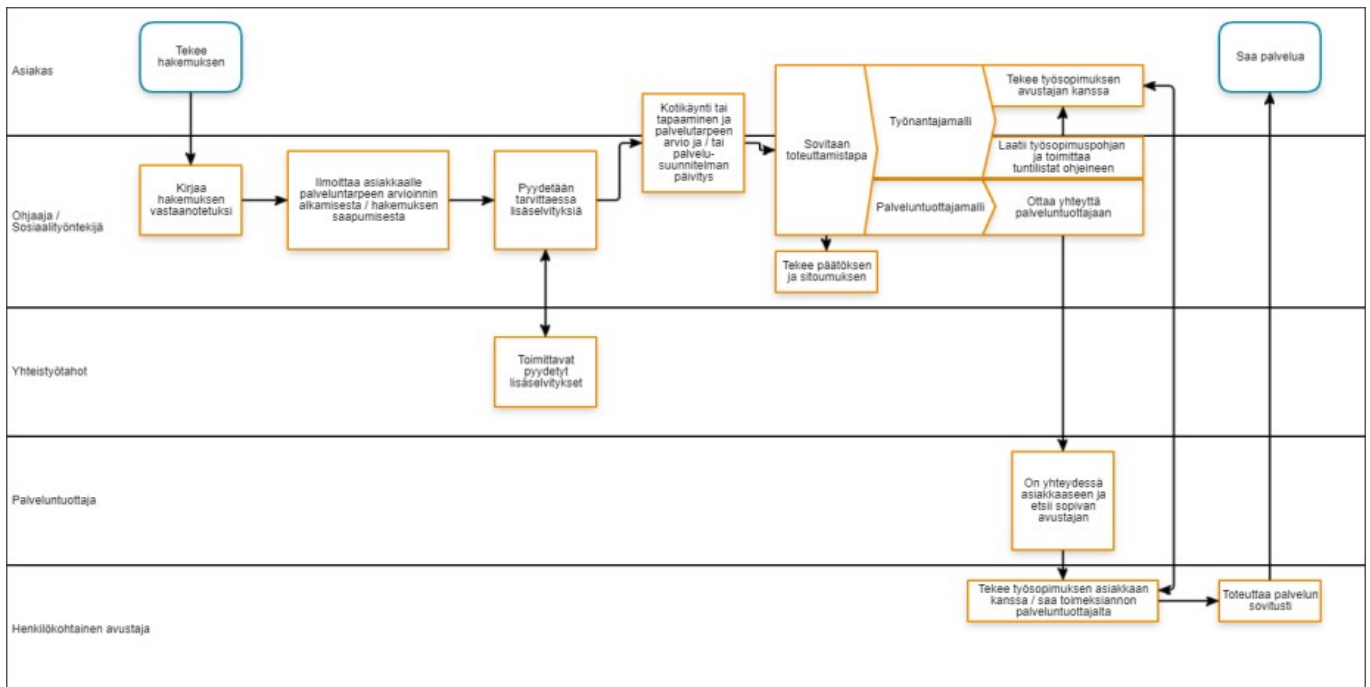 Asiakas
Tekee
hakemuksen
Kotikäynti tai
tapaaminen ja
palvelutarpeen
arvio ja / tai
palvelu-
suunnitelman
päivitys
Sovitaan
toteuttamistapa
Työnantajamalli
Tekee työsopimuksen
avustajan kanssa
Saa palvelua
Ohjaaja /
Sosiaalityöntekijä
Kirjaa
hakemuksen
vastaanotetuksi
Ilmoittaa asiakkaalle
palveluntarpeen arvioinnin
alkamisesta / hakemuksen
saapumisesta
Pyydetään
tarvittaessa
lisäselvityksiä
Laatii työsopimuspohjan
ja toimittaa
tuntilistat ohjeineen
Palveluntuottajamalli
Ottaa yhteyttä
palveluntuottajaan
Tekee päätöksen
ja sitoumuksen
Yhteistyötahot
Toimittavat
pyydetyt
lisäselvitykset
Palveluntuottaja
On yhteydessä
asiakkaaseen ja
etsii sopivan
avustajan
Henkilökohtainen avustaja
Tekee työsopimuksen asiakkaan
kanssa / saa toimeksiannon
palveluntuottajalta
Toteuttaa palvelun
sovitusti